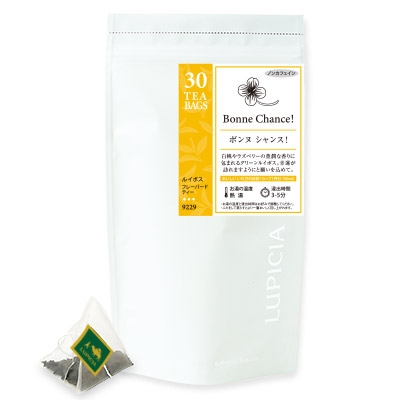 30
TEA
BAGS
ルイボス
フレーバード
ティー
9229
ノンカフェイン
Bonne Chance!
ボンヌ シャンス!
白桃やラズベリーの豊潤な香りに
包まれるグリーンルイボス。幸運が
訪れますようにと願いを込めて。
お湯の温度
熱湯
浸出時間
3-5分
LUPICIA
LUPICIA